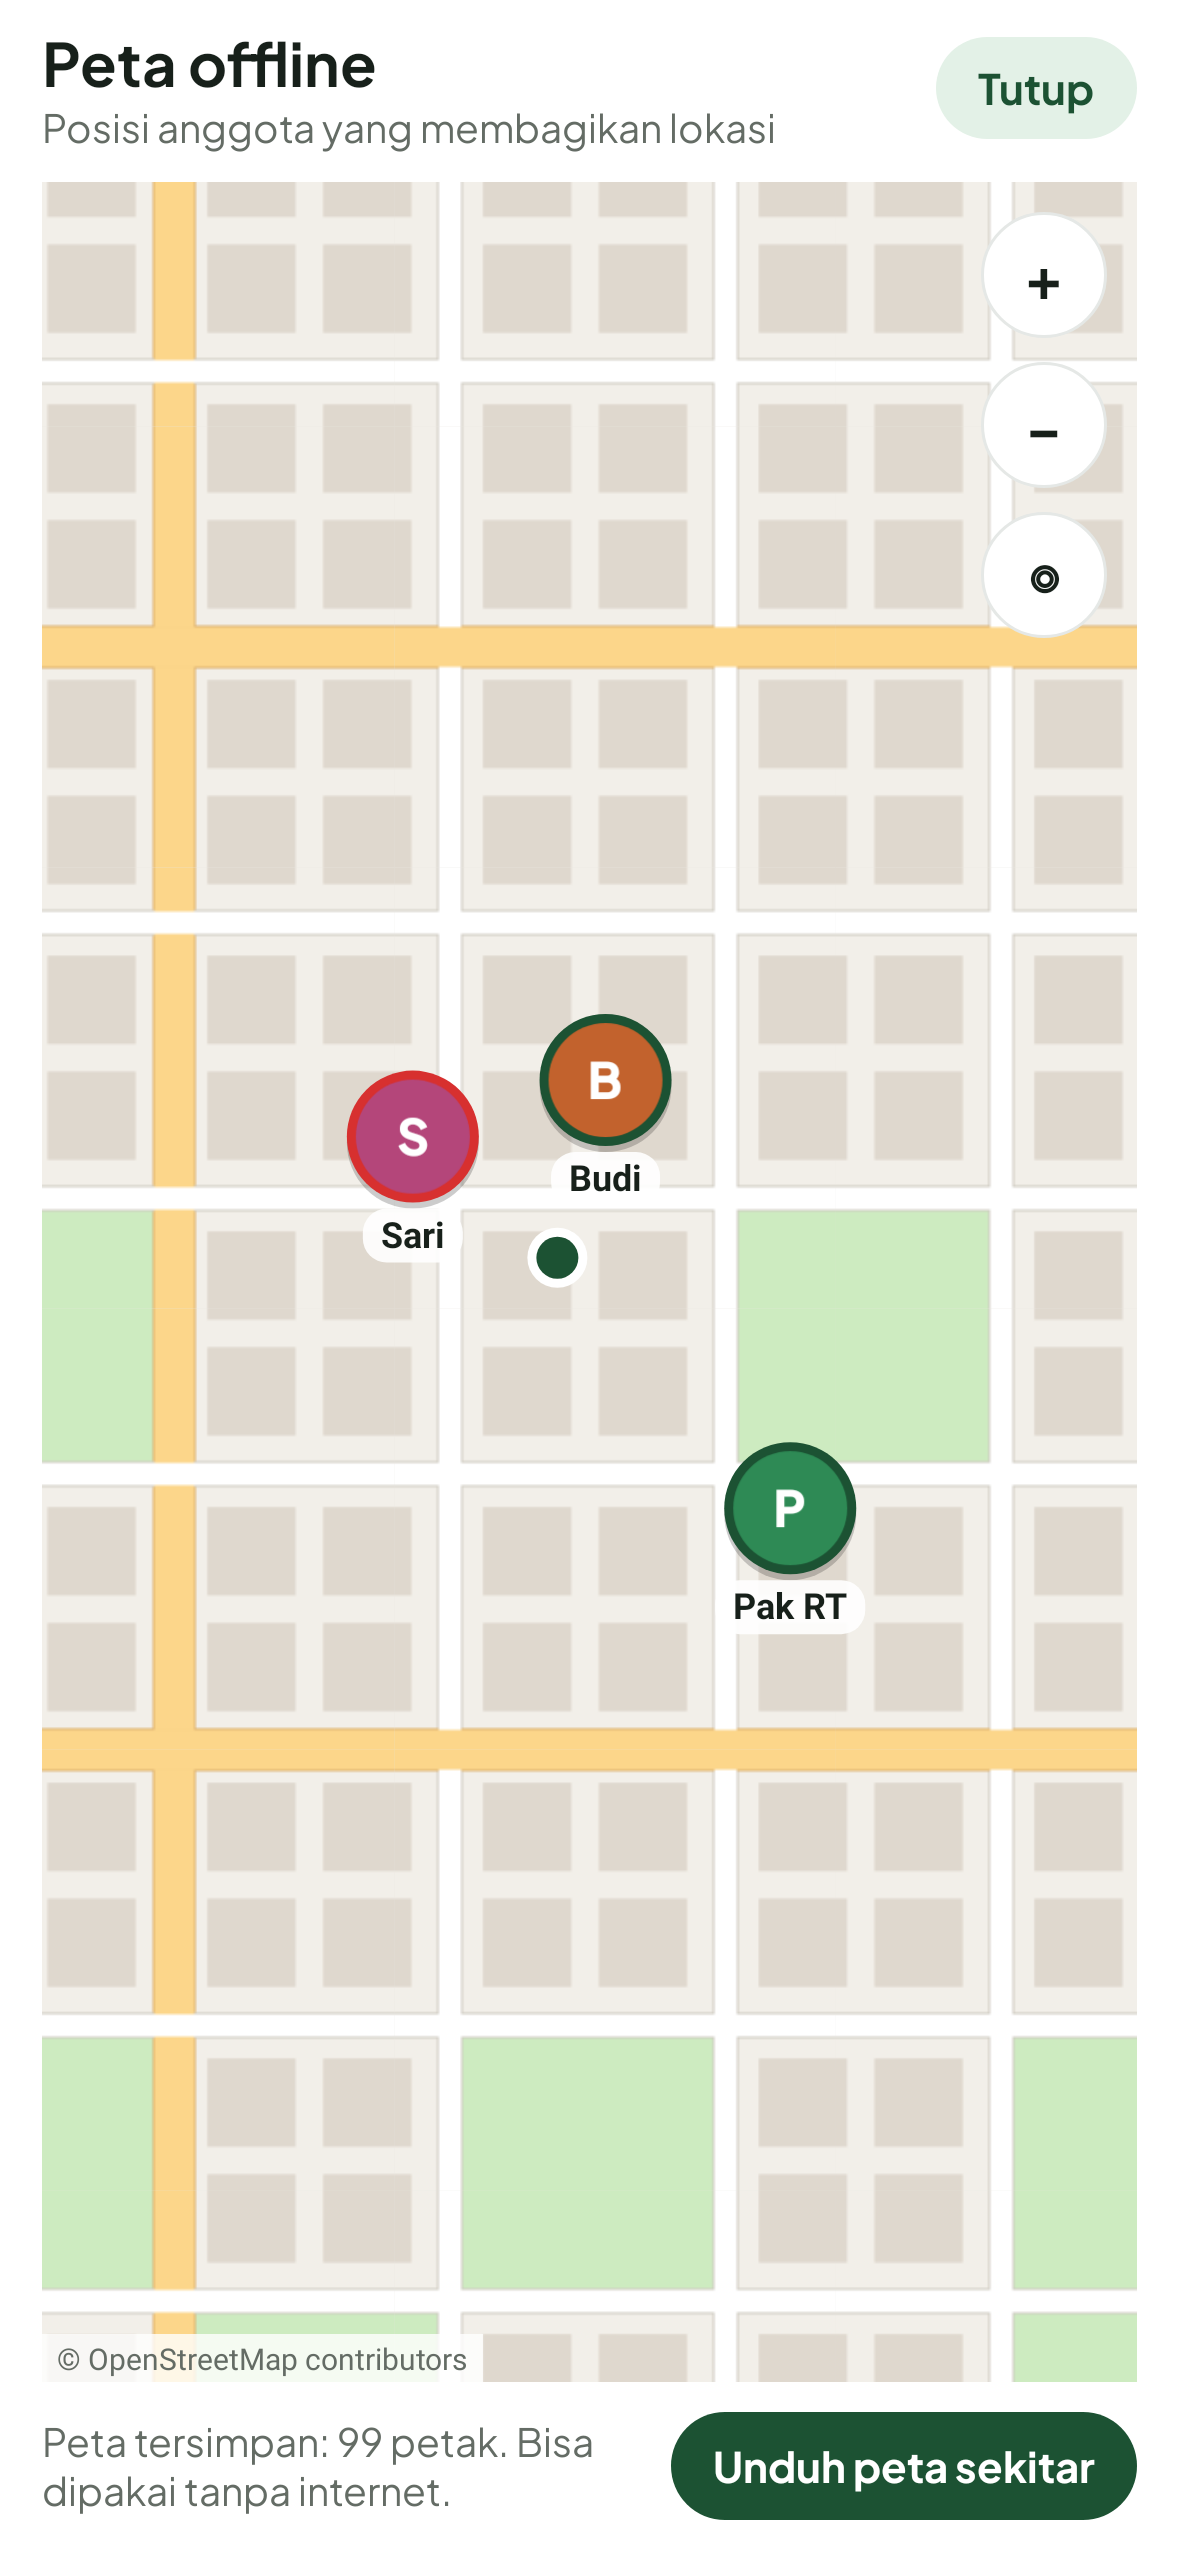 Peta offline
Posisi anggota yang membagikan lokasi
Tutup
+
−
S
Sari
B
Budi
P
Pak RT
© OpenStreetMap contributors
Peta tersimpan: 99 petak. Bisa
dipakai tanpa internet.
Unduh peta sekitar